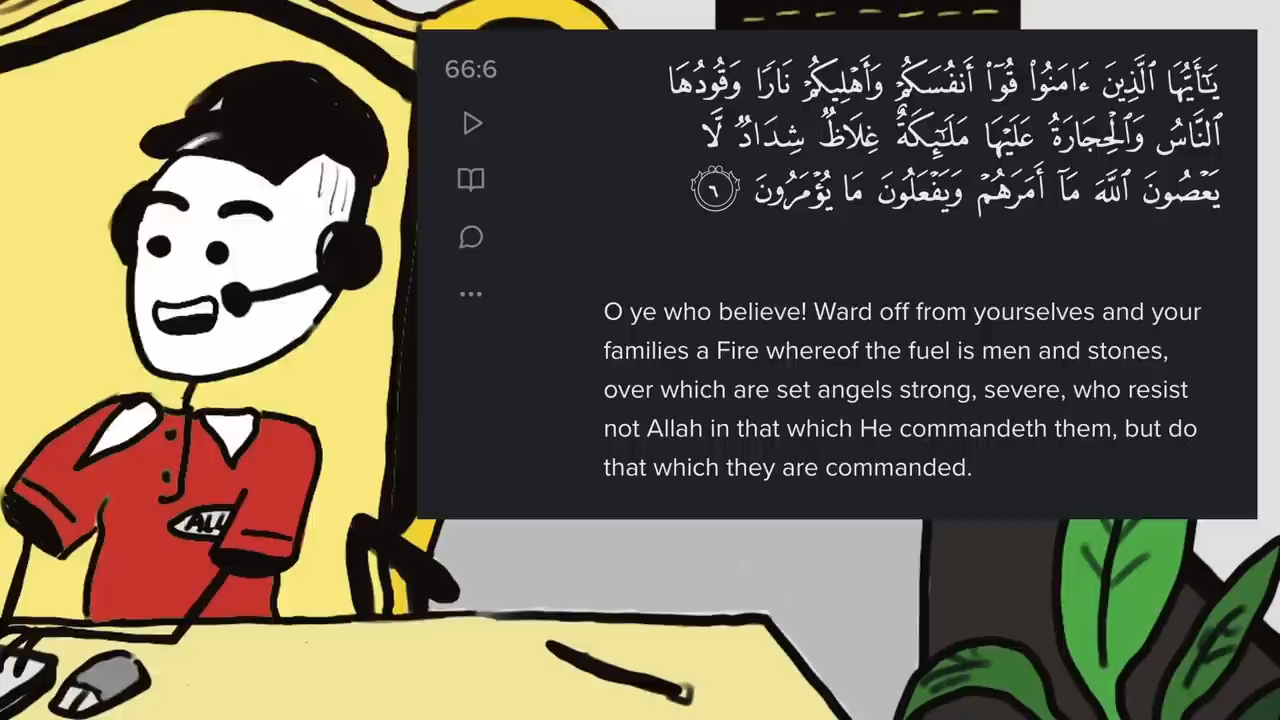 66:6
يَـٰٓأَيُّهَا ٱلَّذِينَ ءَامَنُوا۟ قُوٓا۟ أَنفُسَكُمْ وَأَهْلِيكُمْ نَارًا وَقُودُهَا
ٱلنَّاسُ وَٱلْحِجَارَةُ عَلَيْهَا مَلَـٰٓئِكَةٌ غِلَاظٌ شِدَادٌ لَّا
يَعْصُونَ ٱللَّهَ مَآ أَمَرَهُمْ وَيَفْعَلُونَ مَا يُؤْمَرُونَ ٦
O ye who believe! Ward off from yourselves and your
families a Fire whereof the fuel is men and stones,
over which are set angels strong, severe, who resist
not Allah in that which He commandeth them, but do
that which they are commanded.